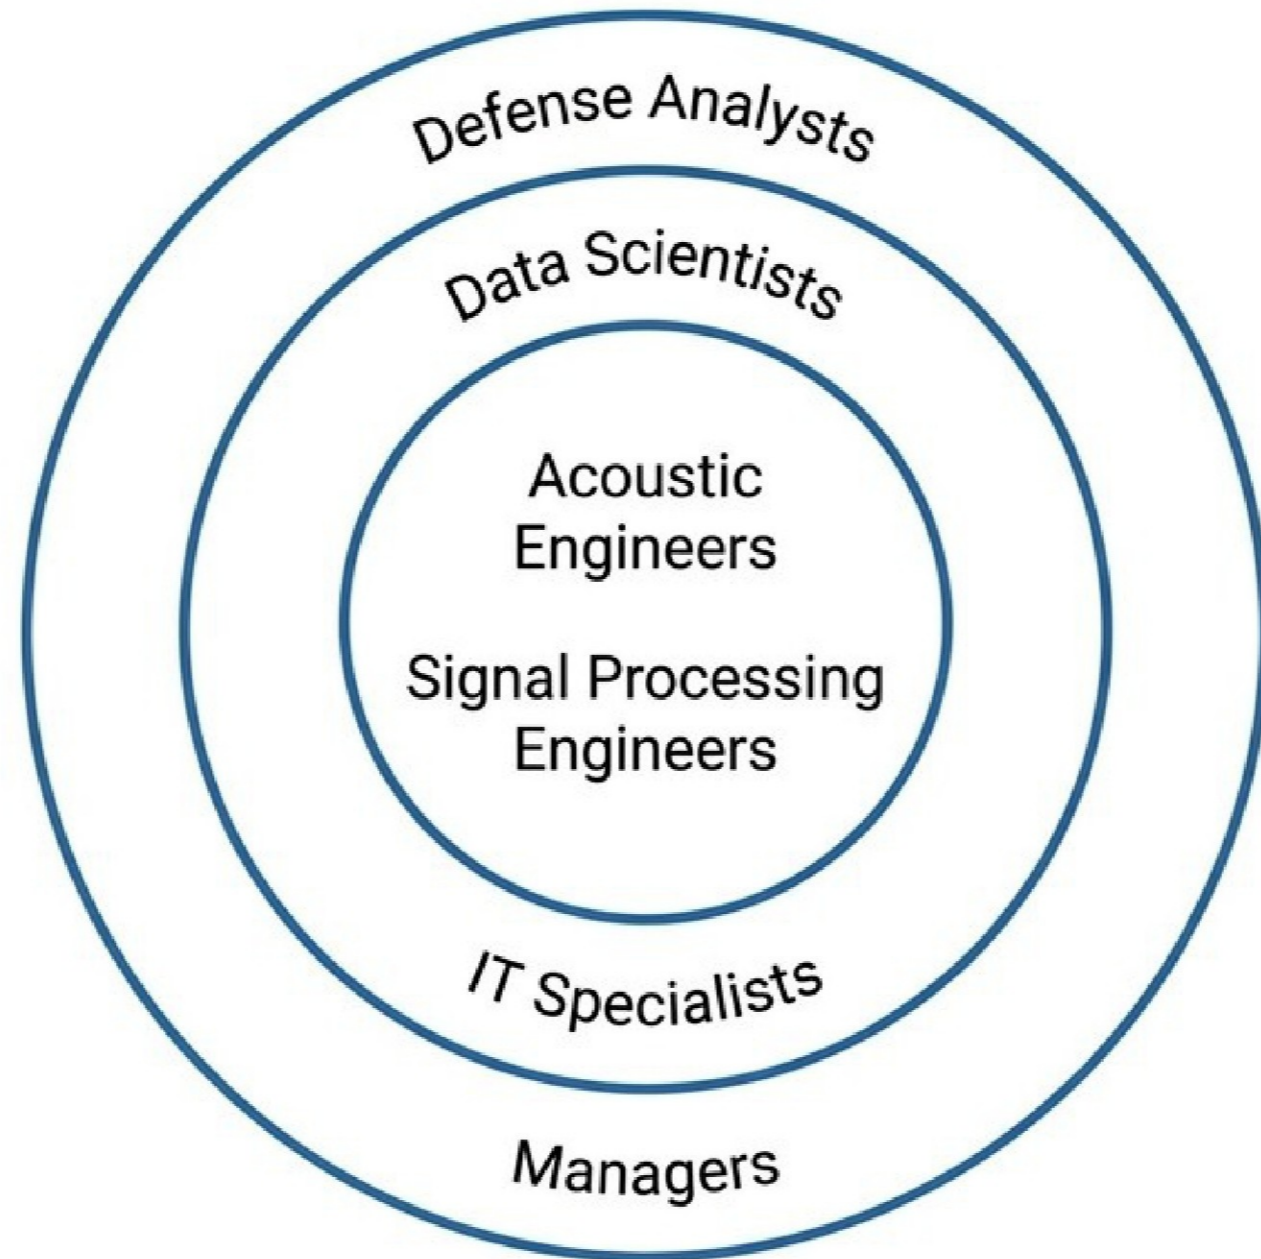 Defense Analysts
Data Scientists
Acoustic
Engineers
Signal Processing
Engineers
IT Specialists
Managers